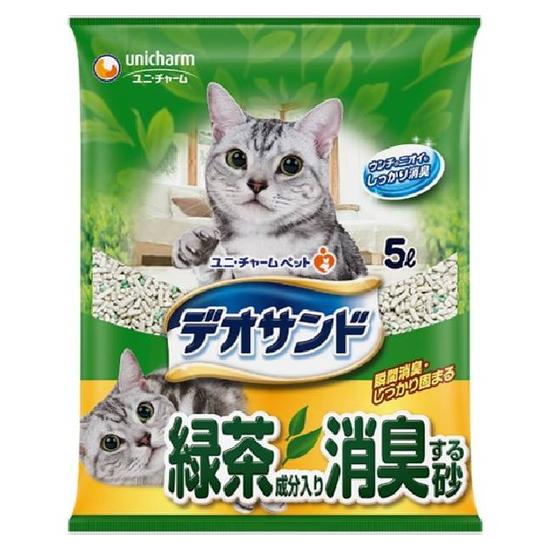 unicharm
ユニ・チャーム
ウンチのニオイも
しっかり消臭
ユニ・チャーム ペット
5ℓ
デオサンド
瞬間消臭・
しっかり固まる
緑茶成分入り消臭する砂